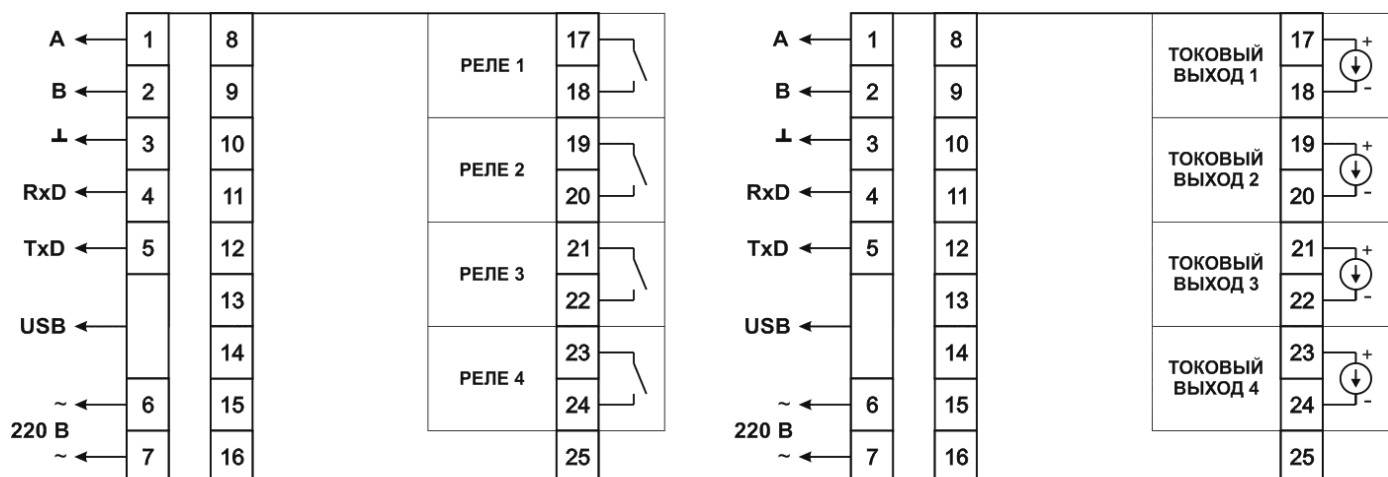 A 1 8 РЕЛЕ 1 17
B 2 9 18
⊥ 3 10 РЕЛЕ 2 19
RxD 4 11 20
TxD 5 12 РЕЛЕ 3 21
13 22
USB
14 РЕЛЕ 4 23
~ 6 15 24
220 В
~ 7 16 25
A 1 8 ТОКОВЫЙ 17 +
ВЫХОД 1
B 2 9 18 -
⊥ 3 10 ТОКОВЫЙ 19 +
ВЫХОД 2
RxD 4 11 20 -
TxD 5 12 ТОКОВЫЙ 21 +
ВЫХОД 3
13 22 -
USB
14 ТОКОВЫЙ 23 +
ВЫХОД 4
~ 6 15 24 -
220 В
~ 7 16 25